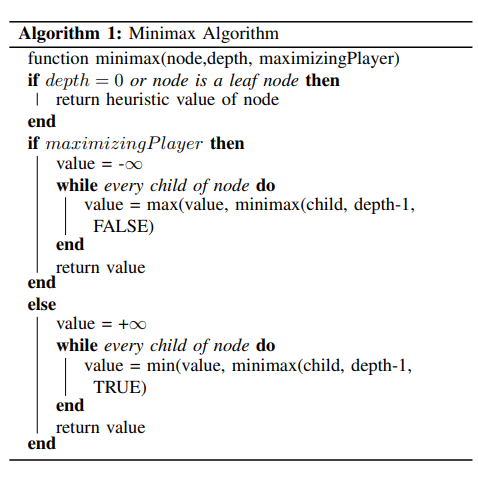 Algorithm 1: Minimax Algorithm
function minimax(node,depth, maximizingPlayer)
if depth = 0 or node is a leaf node then
return heuristic value of node
end
if maximizingPlayer then
value = -∞
while every child of node do
value = max(value, minimax(child, depth-1,
FALSE)
end
return value
end
else
value = +∞
while every child of node do
value = min(value, minimax(child, depth-1,
TRUE)
end
return value
end